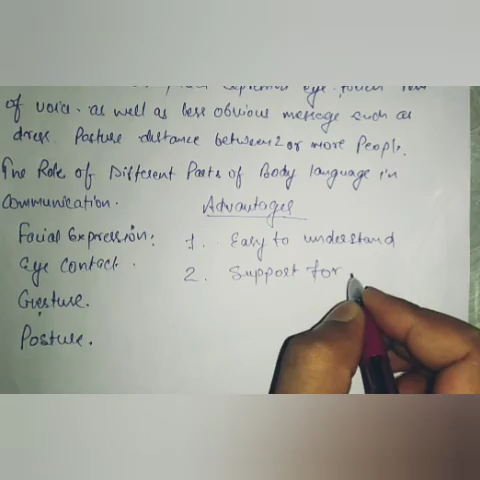 eye
of voice. as well as less obvious message such as
dress. Posture distance between 2 or more People.
The Role of Different Parts of Body language in
Communication.
Advantages
Facial Expression:
Eye Contact.
Gesture.
Posture.
1. Easy to understand
2. Support for